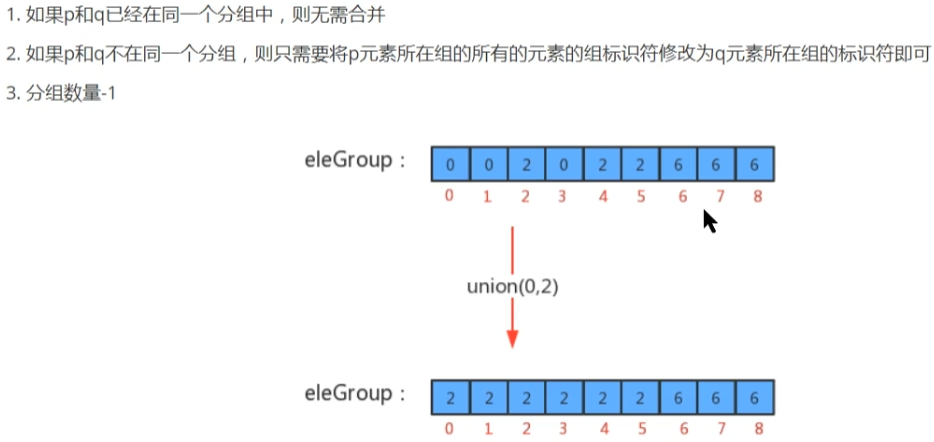 1. 如果p和q已经在同一个分组中，则无需合并
2. 如果p和q不在同一个分组，则只需要将p元素所在组的所有的元素的组标识符修改为q元素所在组的标识符即可
3. 分组数量-1
eleGroup： 0 0 2 0 2 2 6 6 6
0 1 2 3 4 5 6 7 8
union(0,2)
eleGroup： 2 2 2 2 2 2 6 6 6
0 1 2 3 4 5 6 7 8